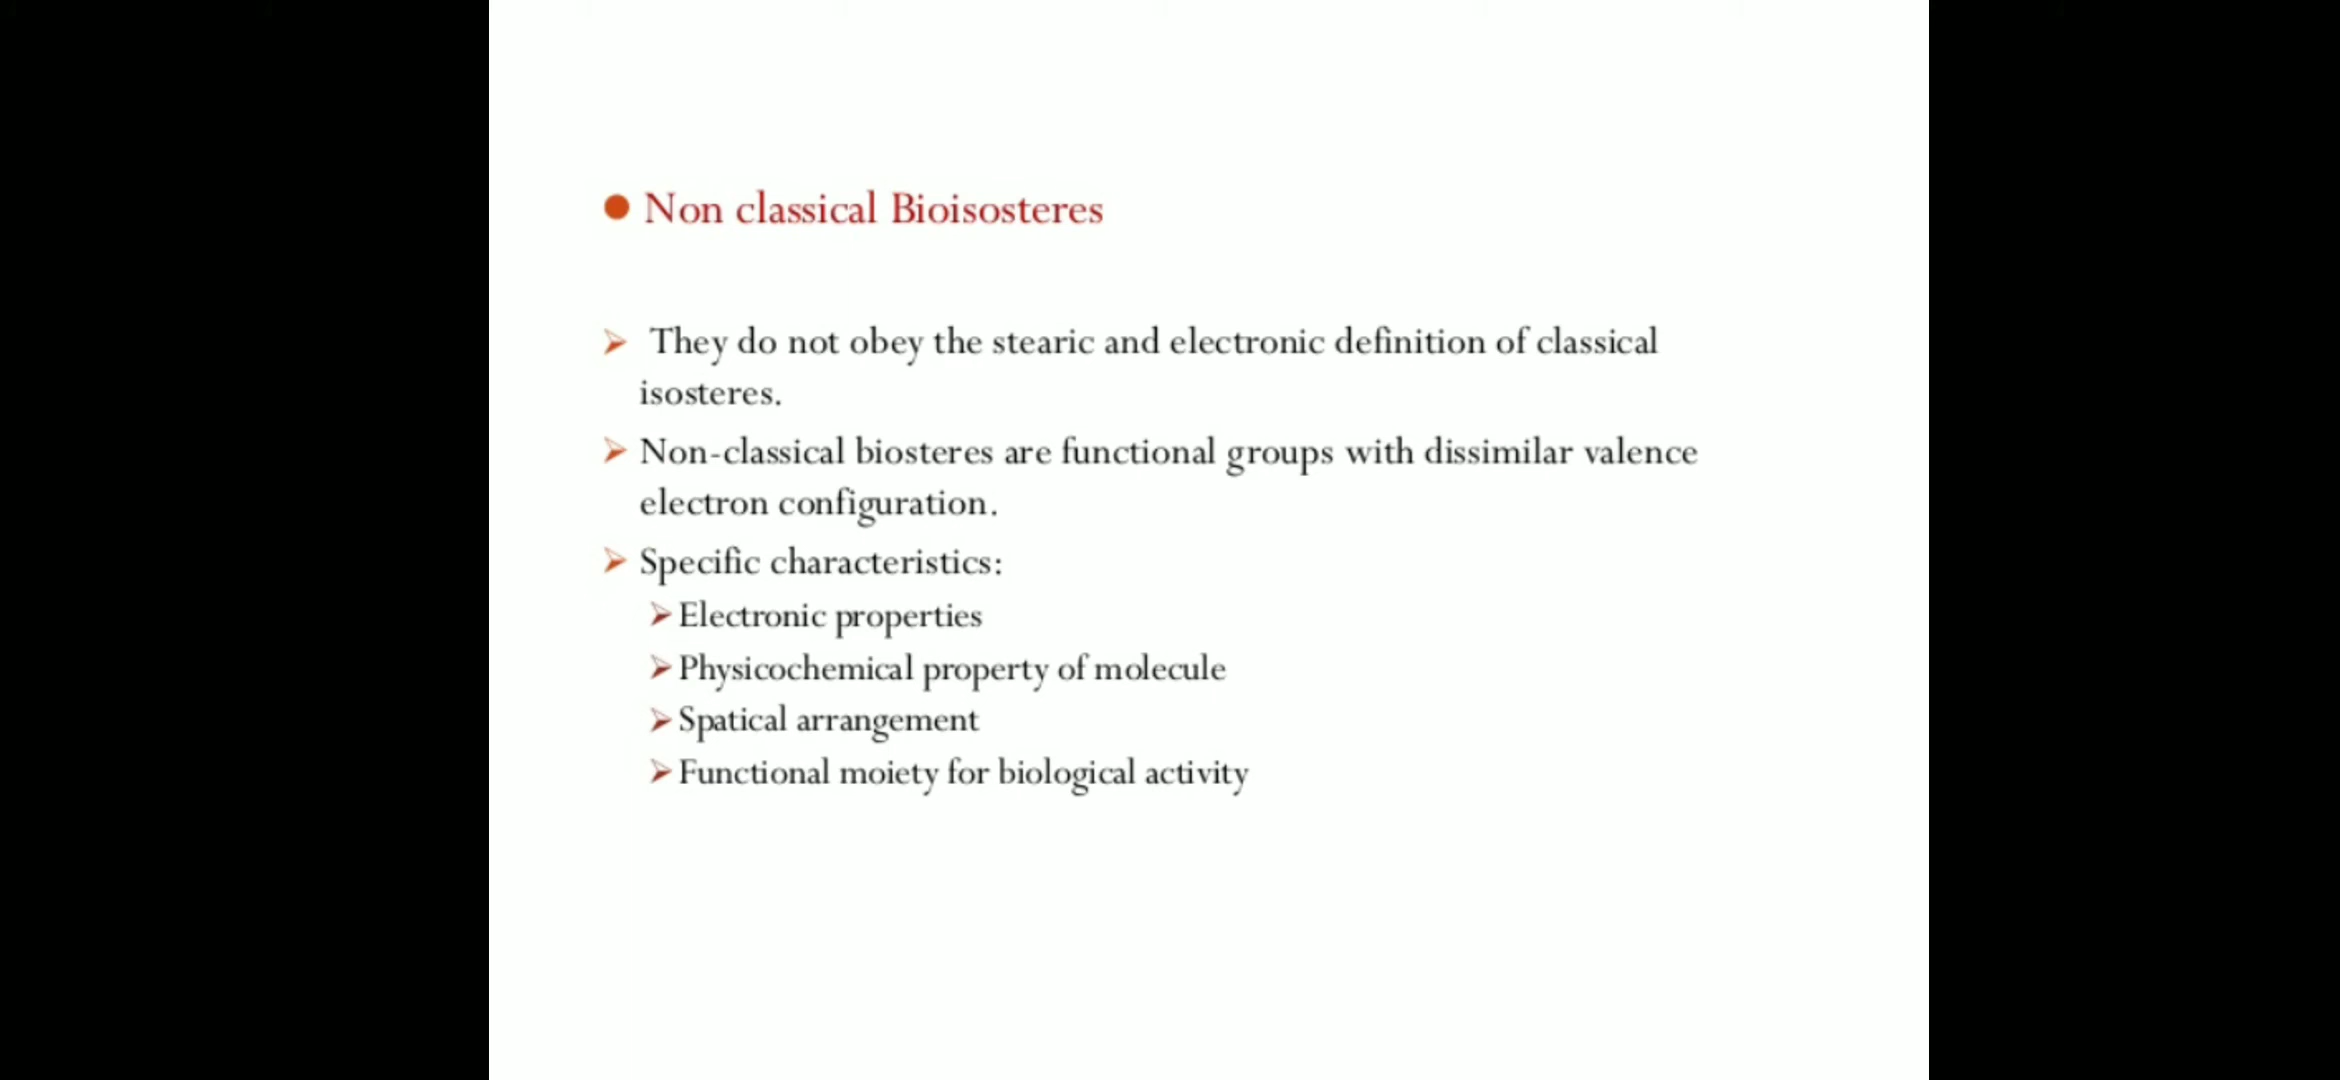 Non classical Bioisosteres
They do not obey the stearic and electronic definition of classical
isosteres.
Non-classical biosteres are functional groups with dissimilar valence
electron configuration.
Specific characteristics:
Electronic properties
Physicochemical property of molecule
Spatical arrangement
Functional moiety for biological activity